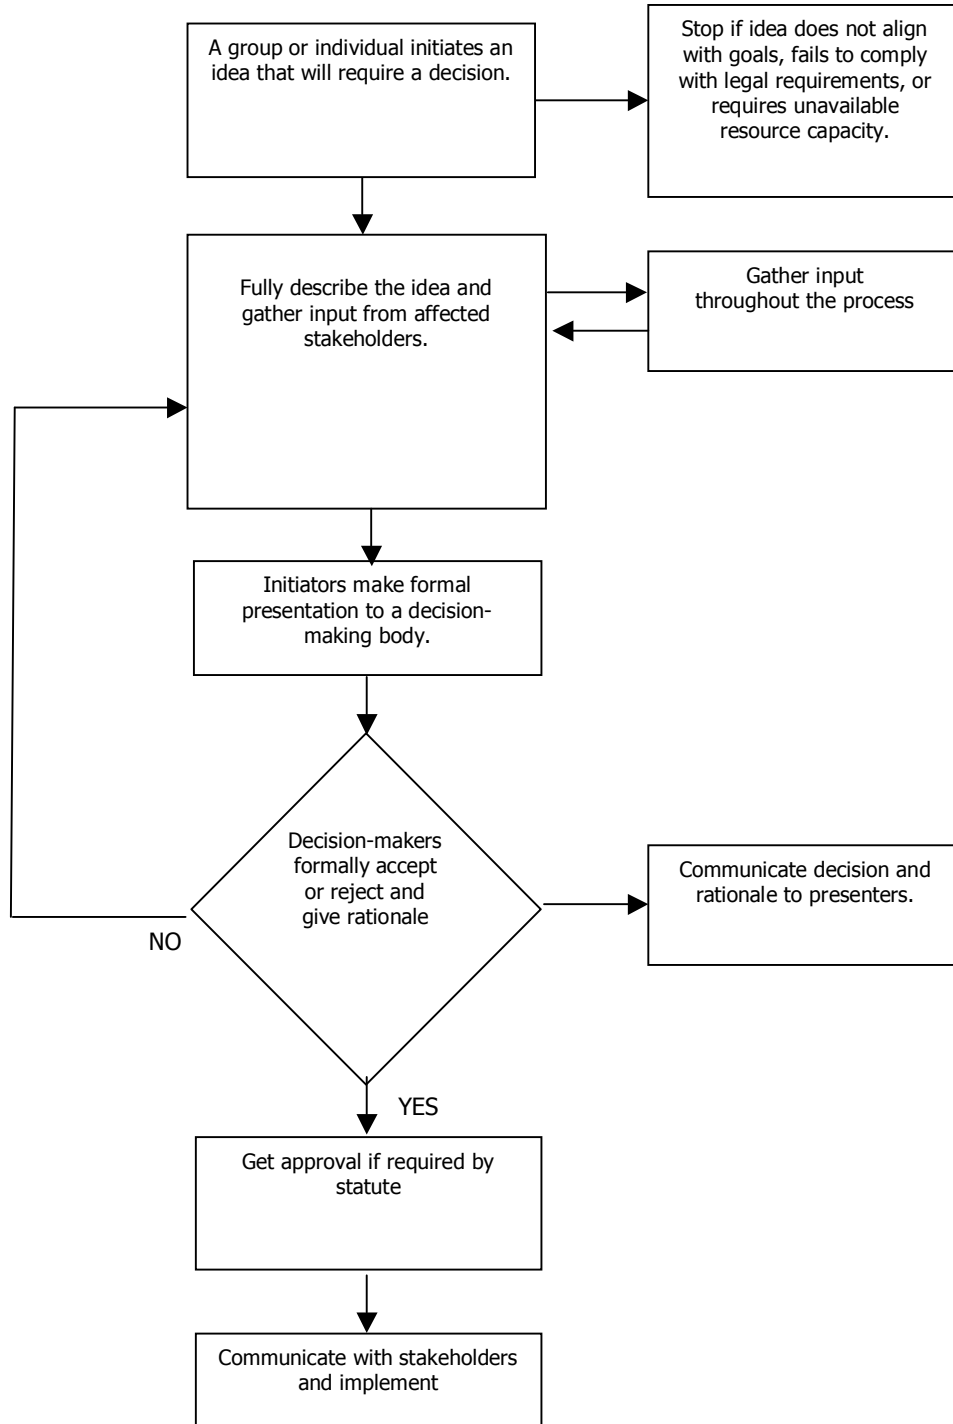 A group or individual initiates an
idea that will require a decision.
Stop if idea does not align
with goals, fails to comply
with legal requirements, or
requires unavailable
resource capacity.
Fully describe the idea and
gather input from affected
stakeholders.
Gather input
throughout the process
Initiators make formal
presentation to a decision-
making body.
Decision-makers
formally accept
or reject and
give rationale
Communicate decision and
rationale to presenters.
NO
YES
Get approval if required by
statute
Communicate with stakeholders
and implement